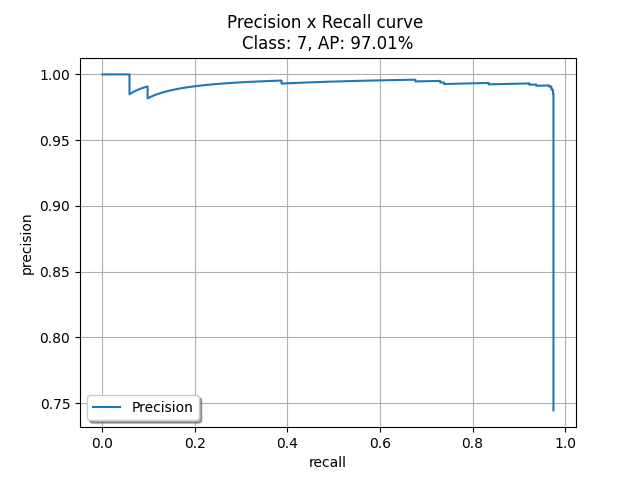 Precision x Recall curve
Class: 7, AP: 97.01%
1.00
0.95
0.90
0.85
0.80
0.75
precision
Precision
0.0 0.2 0.4 0.6 0.8 1.0
recall